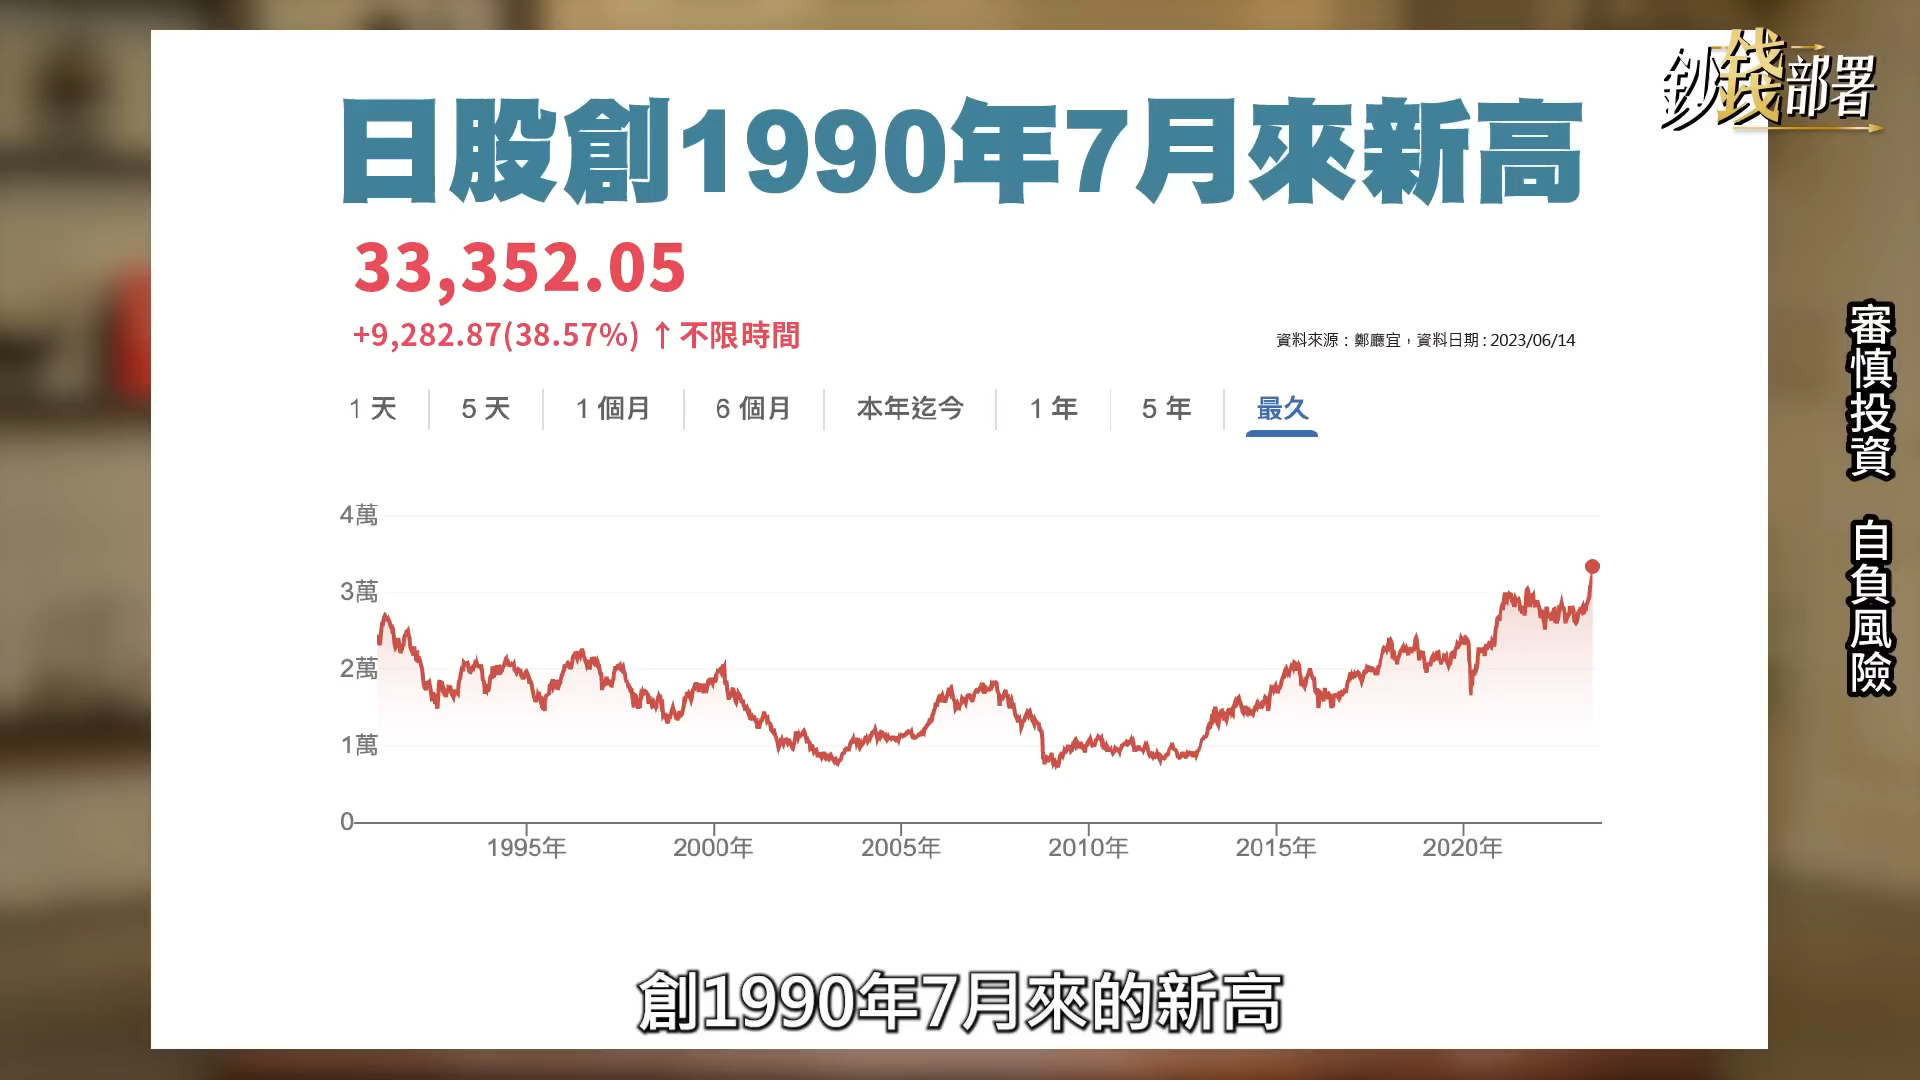 鈔錢部署
日股創1990年7月來新高
33,352.05
+9,282.87(38.57%) ↑ 不限時間
資料來源：鄭廳宜，資料日期 : 2023/06/14
1 天
5 天
1 個月
6 個月
本年迄今
1 年
5 年
最久
4萬
3萬
2萬
1萬
0
1995年
2000年
2005年
2010年
2015年
2020年
審慎投資 自負風險
創1990年7月來的新高